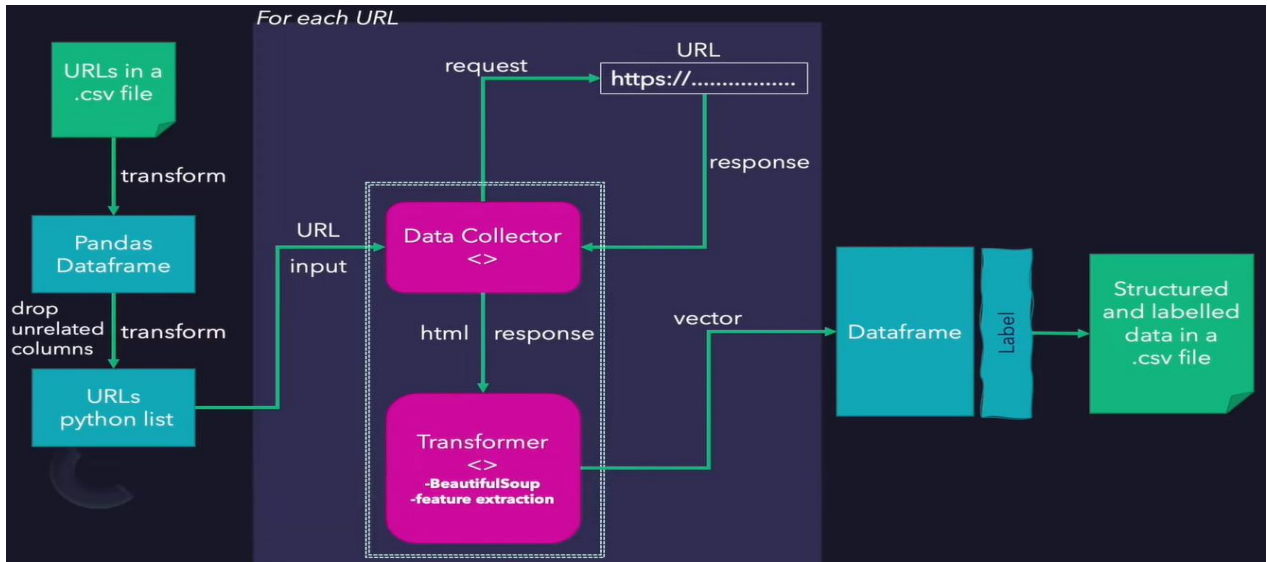 For each URL
URLs in a
.csv file
transform
Pandas
Dataframe
drop
unrelated
columns
transform
URLs
python list
URL
input
request
URL
https://.................
response
Data Collector
<>
html response
Transformer
<>
-BeautifulSoup
-feature extraction
vector
Dataframe
Label
Structured
and labelled
data in a
.csv file